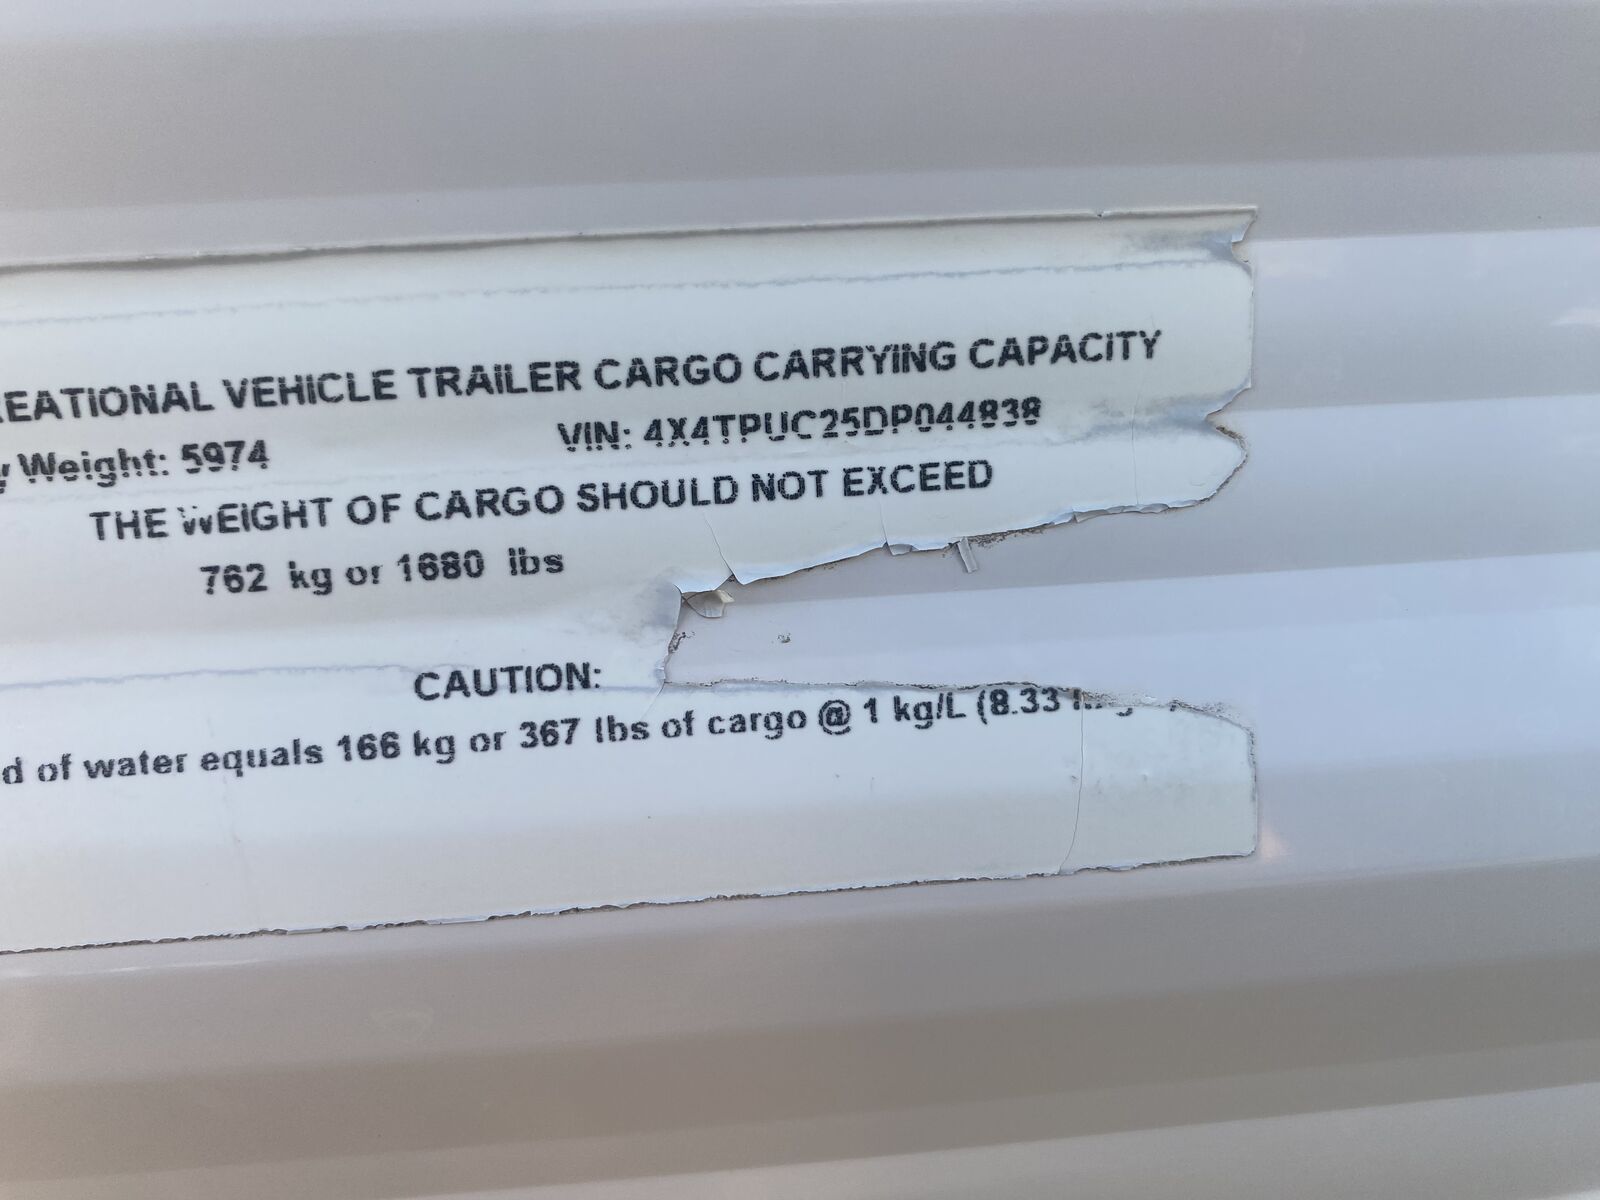 REATIONAL VEHICLE TRAILER CARGO CARRYING CAPACITY
Weight: 5974 VIN: 4X4TPUC25DP044838
THE WEIGHT OF CARGO SHOULD NOT EXCEED
762 kg or 1680 lbs
CAUTION:
d of water equals 166 kg or 367 lbs of cargo @ 1 kg/L (8.33